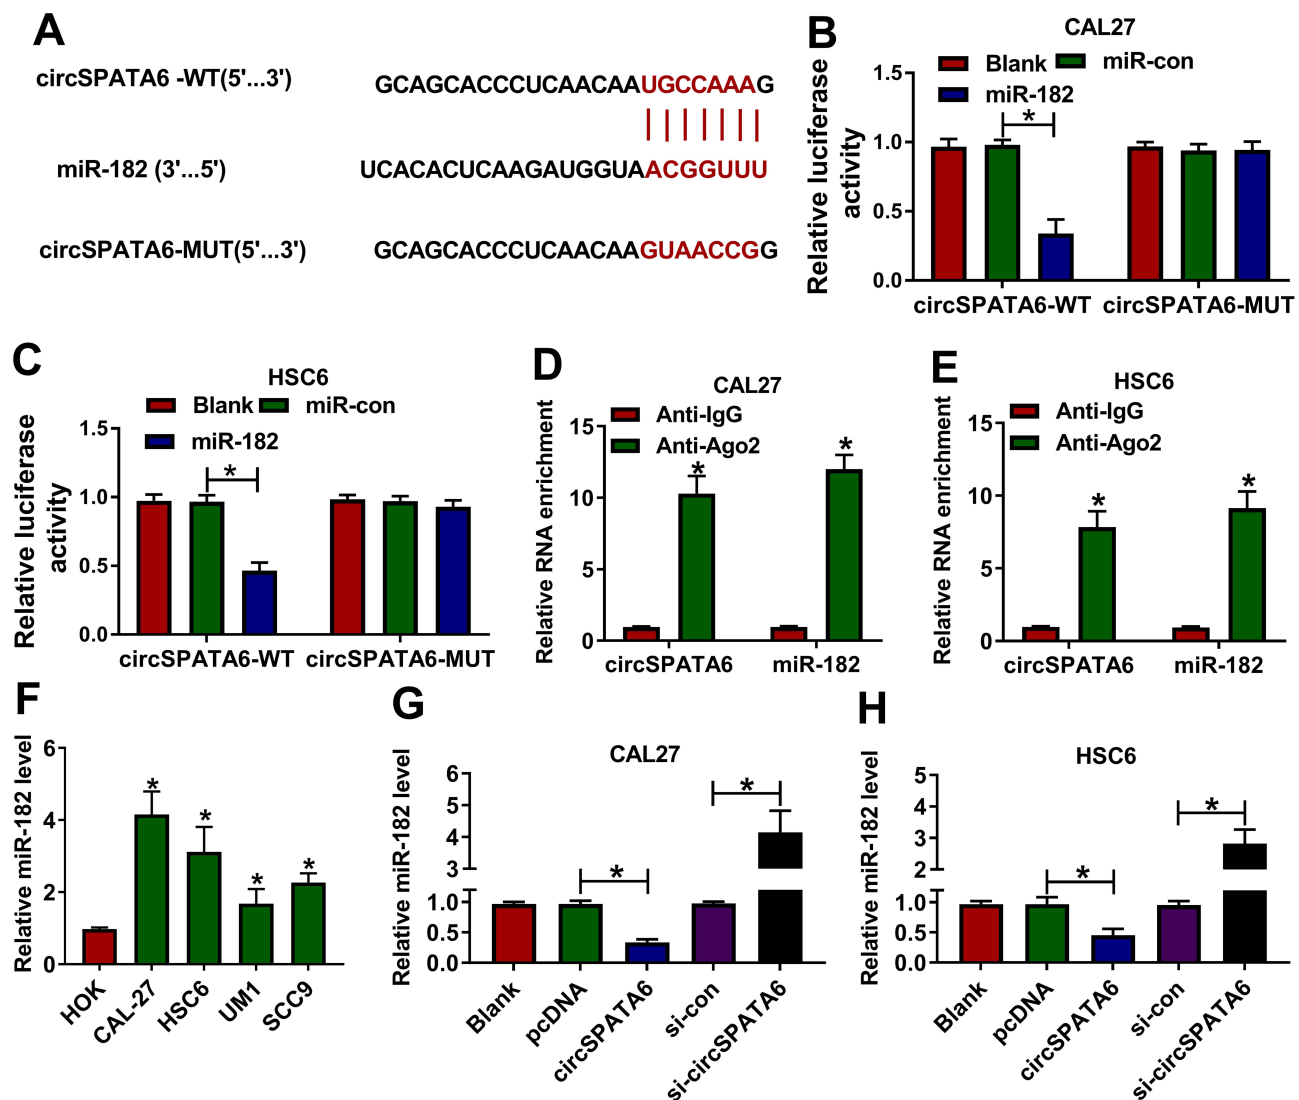 A
circSPATA6 -WT(5'...3')
GCAGCACCCUCAACAAUGCCAAAG
miR-182 (3'...5')
UCACACUCAAGAUGGUAACGGUUU
circSPATA6-MUT(5'...3')
GCAGCACCCUCAACAAGUAACCGG
B
CAL27
Blank
miR-con
miR-182
Relative luciferase
activity
1.5
1.0
0.5
0.0
*
circSPATA6-WT
circSPATA6-MUT
C
HSC6
Blank
miR-con
miR-182
Relative luciferase
activity
1.5
1.0
0.5
0.0
*
circSPATA6-WT
circSPATA6-MUT
D
CAL27
Anti-IgG
Anti-Ago2
Relative RNA enrichment
15
10
5
0
*
*
circSPATA6
miR-182
E
HSC6
Anti-IgG
Anti-Ago2
Relative RNA enrichment
15
10
5
0
*
*
circSPATA6
miR-182
F
Relative miR-182 level
6
4
2
0
*
*
*
*
HOK
CAL-27
HSC6
UM1
SCC9
G
CAL27
Relative miR-182 level
6
5
4
3
1.0
0.5
0.0
*
*
Blank
pcDNA
circSPATA6
si-con
si-circSPATA6
H
HSC6
Relative miR-182 level
5
4
3
2
1.0
0.5
0.0
*
*
Blank
pcDNA
circSPATA6
si-con
si-circSPATA6